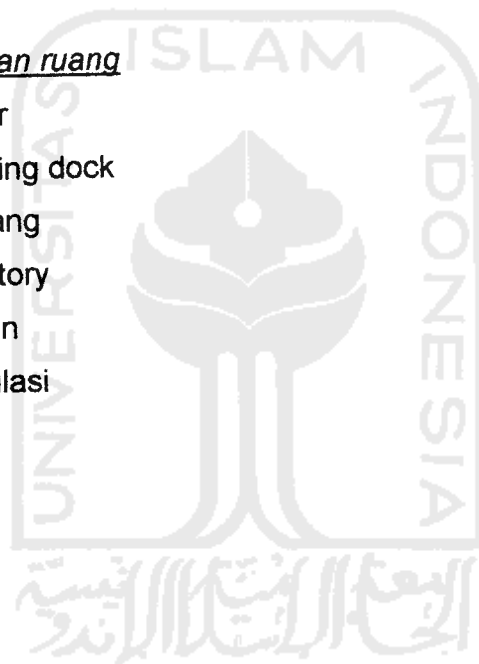 an ruang
r
ing dock
ang
tory
n
lasi
ISLAM
UNIVERSITAS
INDONESIA